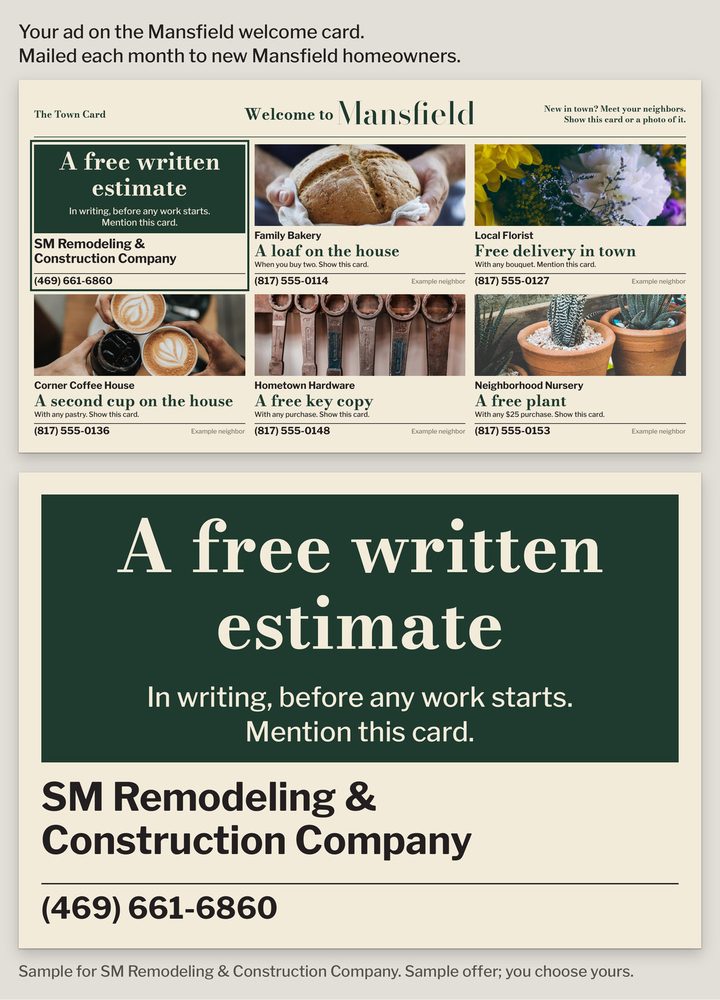 Your ad on the Mansfield welcome card.
Mailed each month to new Mansfield homeowners.
The Town Card
Welcome to Mansfield
New in town? Meet your neighbors.
Show this card or a photo of it.
A free written
estimate
In writing, before any work starts.
Mention this card.
SM Remodeling &
Construction Company
(469) 661-6860
Family Bakery
A loaf on the house
When you buy two. Show this card.
(817) 555-0114
Example neighbor
Local Florist
Free delivery in town
With any bouquet. Mention this card.
(817) 555-0127
Example neighbor
Corner Coffee House
A second cup on the house
With any pastry. Show this card.
(817) 555-0136
Example neighbor
Hometown Hardware
A free key copy
With any purchase. Show this card.
(817) 555-0148
Example neighbor
Neighborhood Nursery
A free plant
With any $25 purchase. Show this card.
(817) 555-0153
Example neighbor
A free written
estimate
In writing, before any work starts.
Mention this card.
SM Remodeling &
Construction Company
(469) 661-6860
Sample for SM Remodeling & Construction Company. Sample offer; you choose yours.